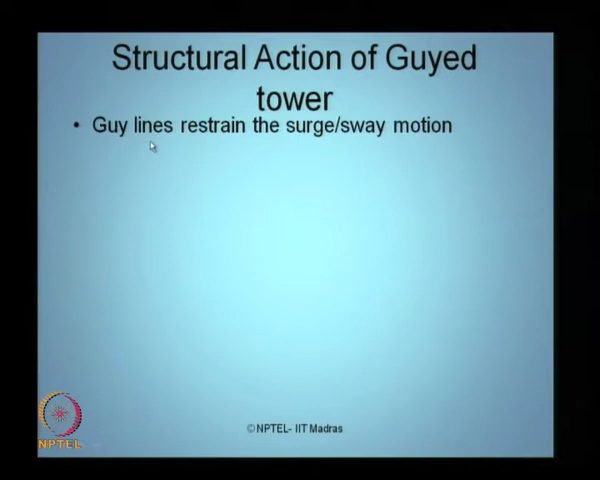 Structural Action of Guyed
tower
• Guy lines restrain the surge/sway motion
NPTEL
© NPTEL- IIT Madras